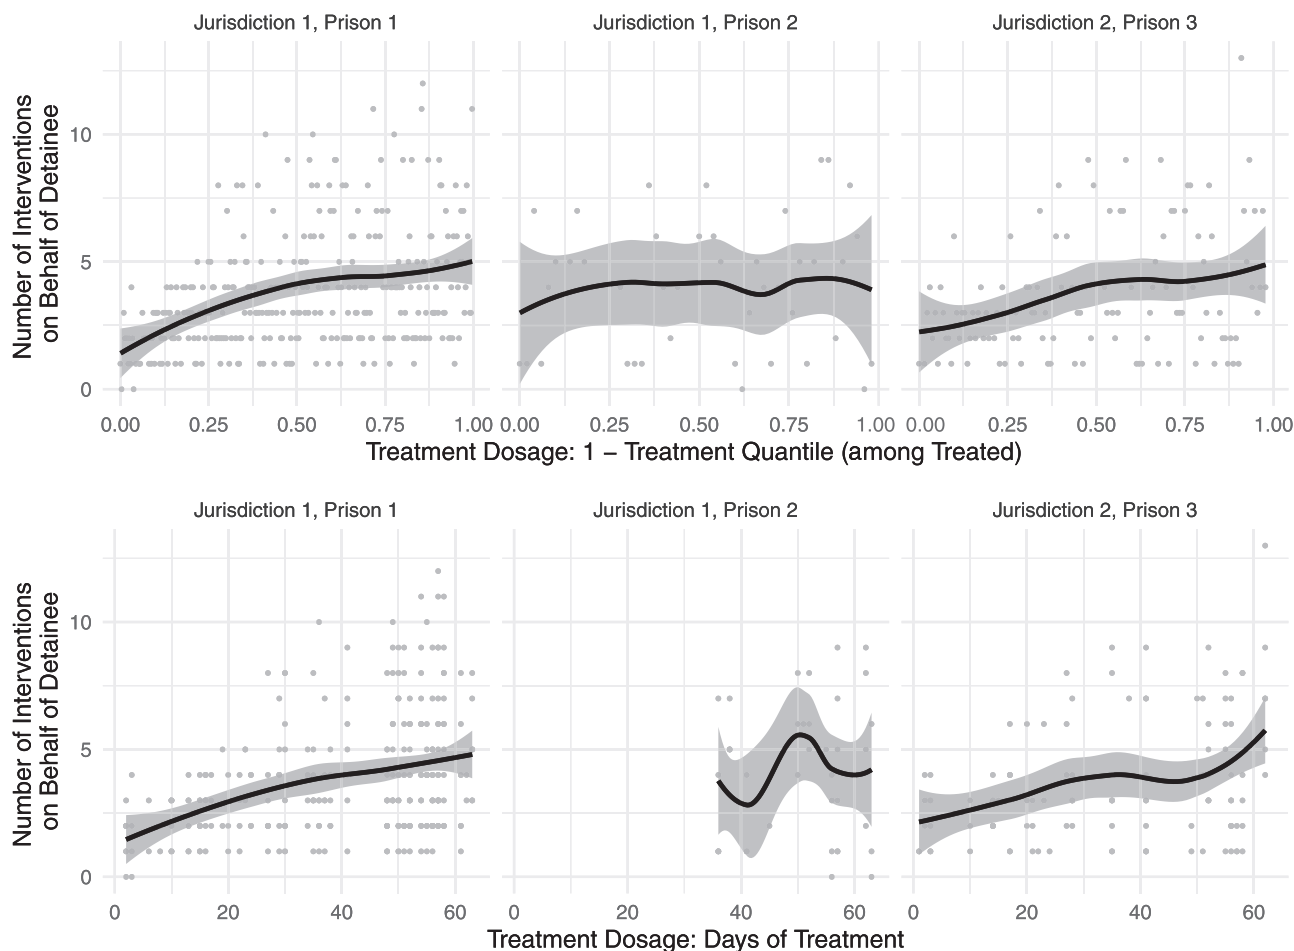 Jurisdiction 1, Prison 1
Jurisdiction 1, Prison 2
Jurisdiction 2, Prison 3
Number of Interventions
on Behalf of Detainee
10
5
0
0.00 0.25 0.50 0.75 1.00
0.00 0.25 0.50 0.75 1.00
0.00 0.25 0.50 0.75 1.00
Treatment Dosage: 1 − Treatment Quantile (among Treated)
Jurisdiction 1, Prison 1
Jurisdiction 1, Prison 2
Jurisdiction 2, Prison 3
Number of Interventions
on Behalf of Detainee
10
5
0
0 20 40 60
0 20 40 60
0 20 40 60
Treatment Dosage: Days of Treatment